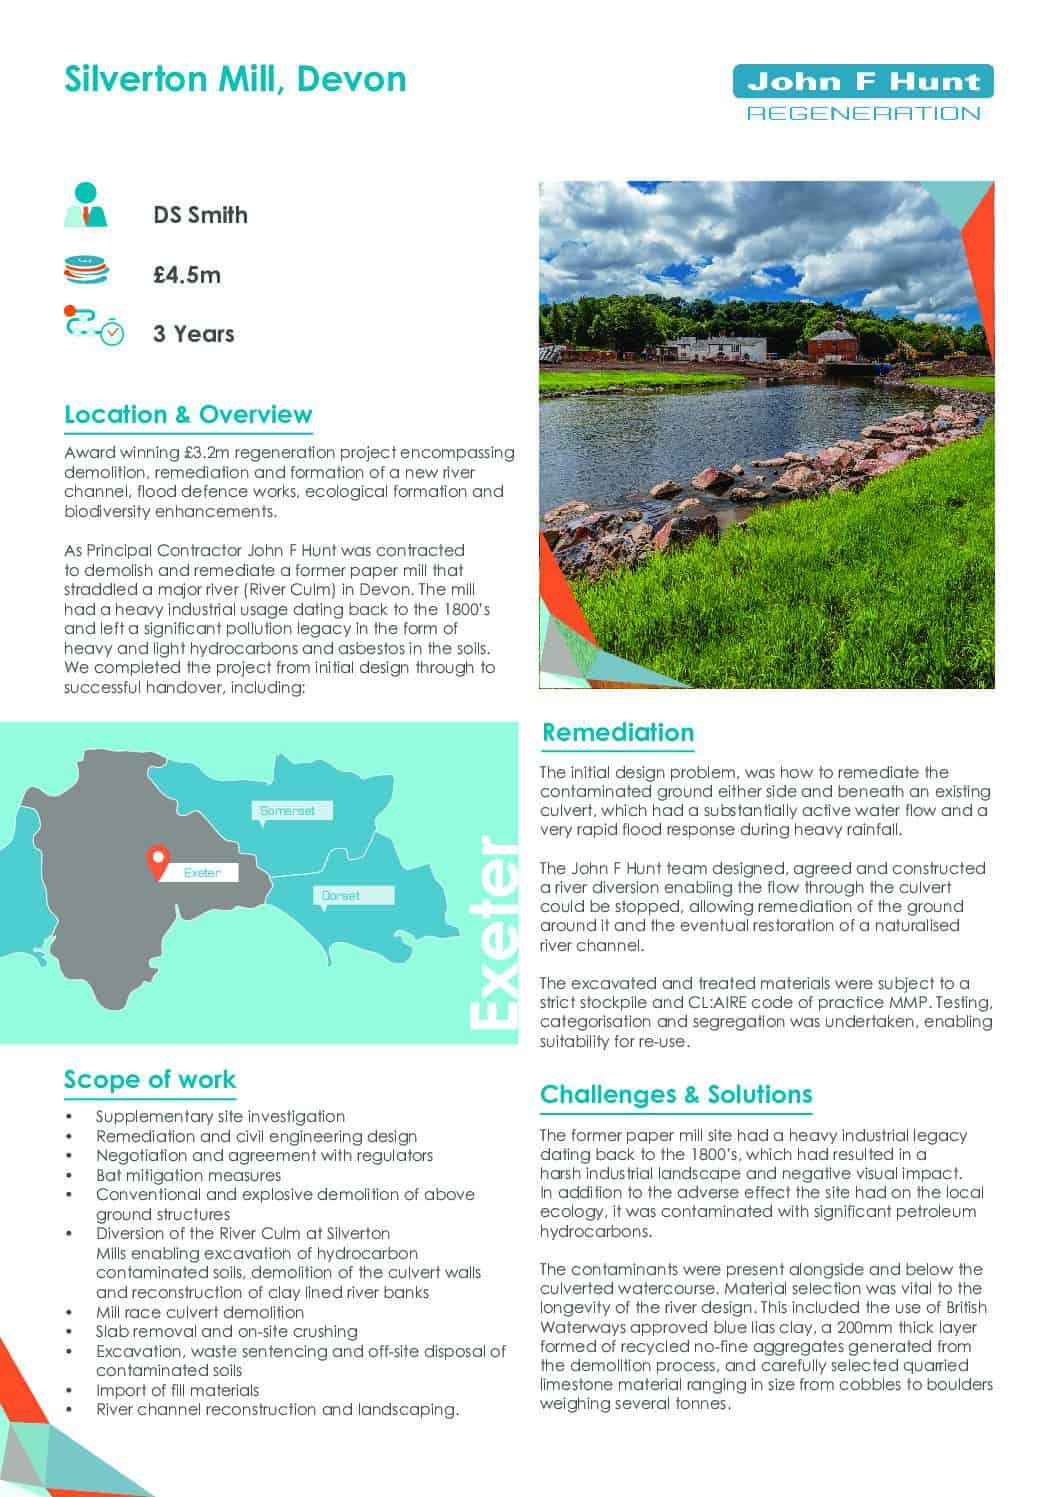 Silverton Mill, Devon
John F Hunt
REGENERATION
DS Smith
£4.5m
3 Years
Location & Overview
Award winning £3.2m regeneration project encompassing
demolition, remediation and formation of a new river
channel, flood defence works, ecological formation and
biodiversity enhancements.
As Principal Contractor John F Hunt was contracted
to demolish and remediate a former paper mill that
straddled a major river (River Culm) in Devon. The mill
had a heavy industrial usage dating back to the 1800's
and left a significant pollution legacy in the form of
heavy and light hydrocarbons and asbestos in the soils.
We completed the project from initial design through to
successful handover, including:
Somerset
Exeter
Dorset
Exeter
Scope of work
• Supplementary site investigation
• Remediation and civil engineering design
• Negotiation and agreement with regulators
• Bat mitigation measures
• Conventional and explosive demolition of above
ground structures
• Diversion of the River Culm at Silverton
Mills enabling excavation of hydrocarbon
contaminated soils, demolition of the culvert walls
and reconstruction of clay lined river banks
• Mill race culvert demolition
• Slab removal and on-site crushing
• Excavation, waste sentencing and off-site disposal of
contaminated soils
• Import of fill materials
• River channel reconstruction and landscaping.
Remediation
The initial design problem, was how to remediate the
contaminated ground either side and beneath an existing
culvert, which had a substantially active water flow and a
very rapid flood response during heavy rainfall.
The John F Hunt team designed, agreed and constructed
a river diversion enabling the flow through the culvert
could be stopped, allowing remediation of the ground
around it and the eventual restoration of a naturalised
river channel.
The excavated and treated materials were subject to a
strict stockpile and CL:AIRE code of practice MMP. Testing,
categorisation and segregation was undertaken, enabling
suitability for re-use.
Challenges & Solutions
The former paper mill site had a heavy industrial legacy
dating back to the 1800's, which had resulted in a
harsh industrial landscape and negative visual impact.
In addition to the adverse effect the site had on the local
ecology, it was contaminated with significant petroleum
hydrocarbons.
The contaminants were present alongside and below the
culverted watercourse. Material selection was vital to the
longevity of the river design. This included the use of British
Waterways approved blue lias clay, a 200mm thick layer
formed of recycled no-fine aggregates generated from
the demolition process, and carefully selected quarried
limestone material ranging in size from cobbles to boulders
weighing several tonnes.